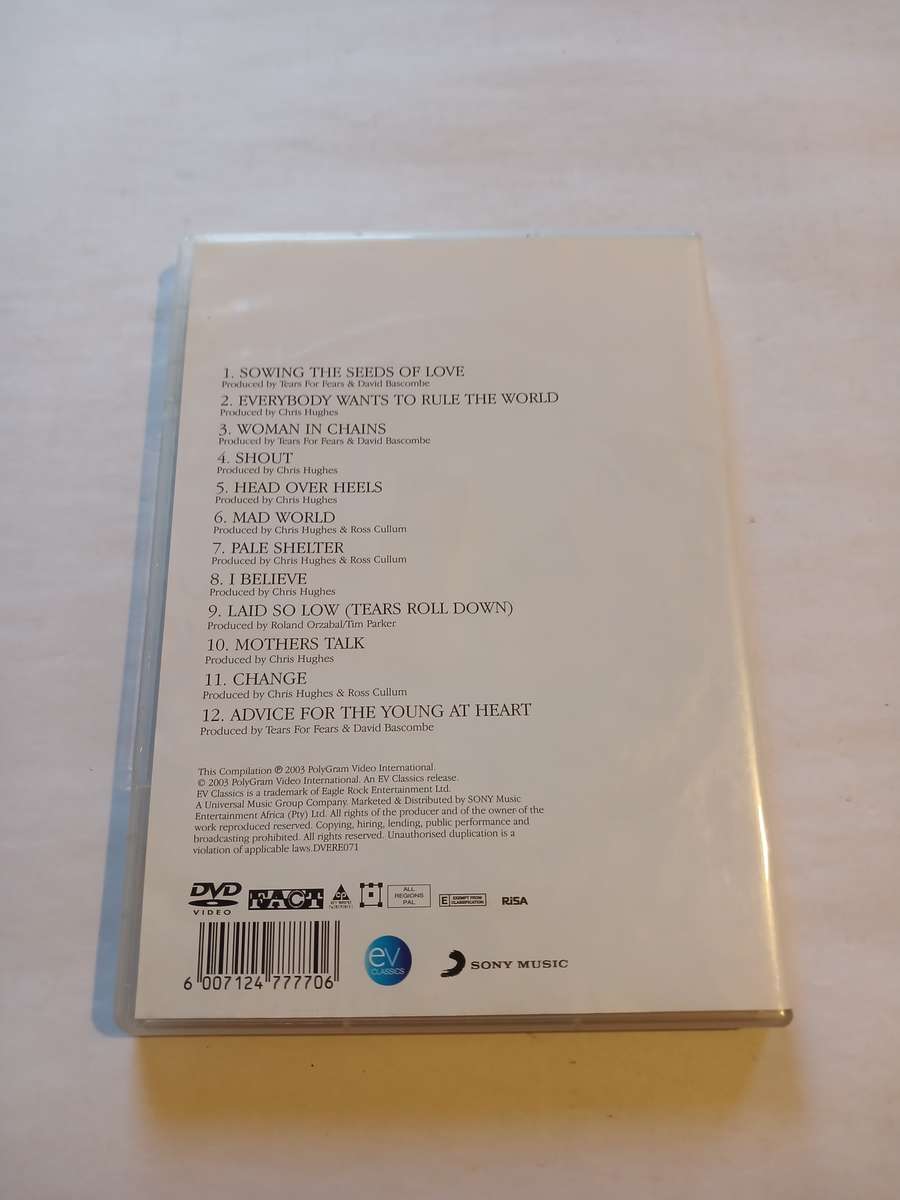 1. SOWING THE SEEDS OF LOVE
Produced by Tears For Fears & David Bascombe
2. EVERYBODY WANTS TO RULE THE WORLD
Produced by Chris Hughes
3. WOMAN IN CHAINS
Produced by Tears For Fears & David Bascombe
4. SHOUT
Produced by Chris Hughes
5. HEAD OVER HEELS
Produced by Chris Hughes
6. MAD WORLD
Produced by Chris Hughes & Ross Cullum
7. PALE SHELTER
Produced by Chris Hughes & Ross Cullum
8. I BELIEVE
Produced by Chris Hughes
9. LAID SO LOW (TEARS ROLL DOWN)
Produced by Roland Orzabal/Tim Parker
10. MOTHERS TALK
Produced by Chris Hughes
11. CHANGE
Produced by Chris Hughes & Ross Cullum
12. ADVICE FOR THE YOUNG AT HEART
Produced by Tears For Fears & David Bascombe
This Compilation ℗ 2003 PolyGram Video International.
© 2003 PolyGram Video International. An EV Classics release.
EV Classics is a trademark of Eagle Rock Entertainment Ltd.
A Universal Music Group Company. Marketed & Distributed by SONY Music
Entertainment Africa (Pty) Ltd. All rights of the producer and of the owner of the
work reproduced reserved. Copying, hiring, lending, public performance and
broadcasting prohibited. All rights reserved. Unauthorised duplication is a
violation of applicable laws.DVERE071
DVD
VIDEO
FACT
ALL
REGIONS
PAL
E EXEMPT FROM
CLASSIFICATION
RiSA
6 007124 777706
ev
CLASSICS
SONY MUSIC